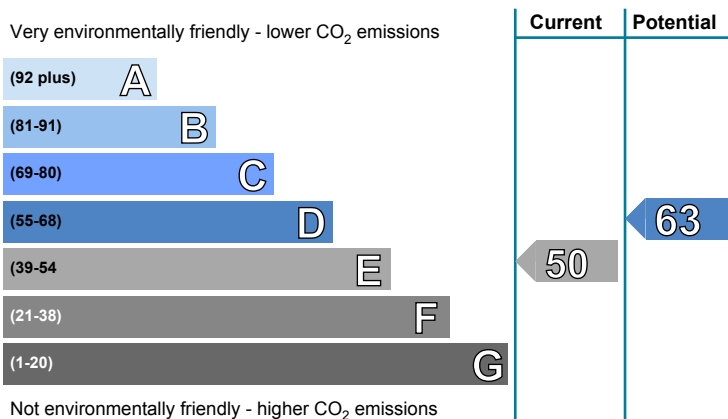 Current Potential
Very environmentally friendly - lower CO2 emissions
(92 plus) A
(81-91) B
(69-80) C
(55-68) D
63
(39-54 E
50
(21-38) F
(1-20) G
Not environmentally friendly - higher CO2 emissions